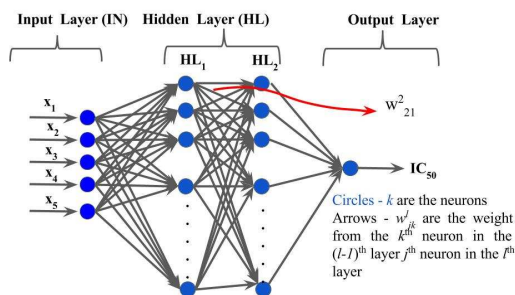 Input Layer (IN) Hidden Layer (HL) Output Layer
HL₁ HL₂
x₁
x₂
x₃
x₄
x₅
w²₂₁
IC₅₀
Circles - k are the neurons
Arrows - wˡⱼₖ are the weight
from the kᵗʰ neuron in the
(l-1)ᵗʰ layer jᵗʰ neuron in the lᵗʰ
layer